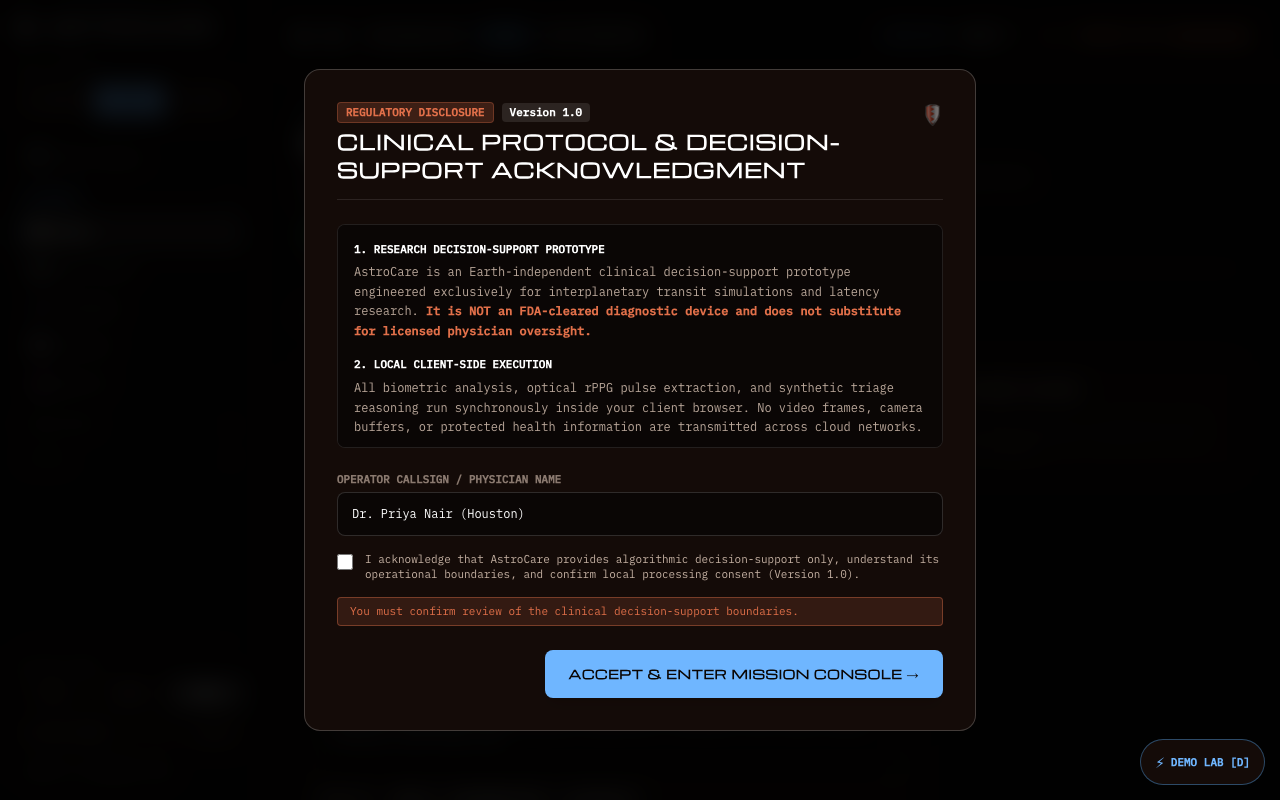 REGULATORY DISCLOSURE Version 1.0
CLINICAL PROTOCOL & DECISION-
SUPPORT ACKNOWLEDGMENT
1. RESEARCH DECISION-SUPPORT PROTOTYPE
AstroCare is an Earth-independent clinical decision-support prototype
engineered exclusively for interplanetary transit simulations and latency
research. It is NOT an FDA-cleared diagnostic device and does not substitute
for licensed physician oversight.
2. LOCAL CLIENT-SIDE EXECUTION
All biometric analysis, optical rPPG pulse extraction, and synthetic triage
reasoning run synchronously inside your client browser. No video frames, camera
buffers, or protected health information are transmitted across cloud networks.
OPERATOR CALLSIGN / PHYSICIAN NAME
Dr. Priya Nair (Houston)
I acknowledge that AstroCare provides algorithmic decision-support only, understand its
operational boundaries, and confirm local processing consent (Version 1.0).
You must confirm review of the clinical decision-support boundaries.
ACCEPT & ENTER MISSION CONSOLE →
⚡ DEMO LAB [D]